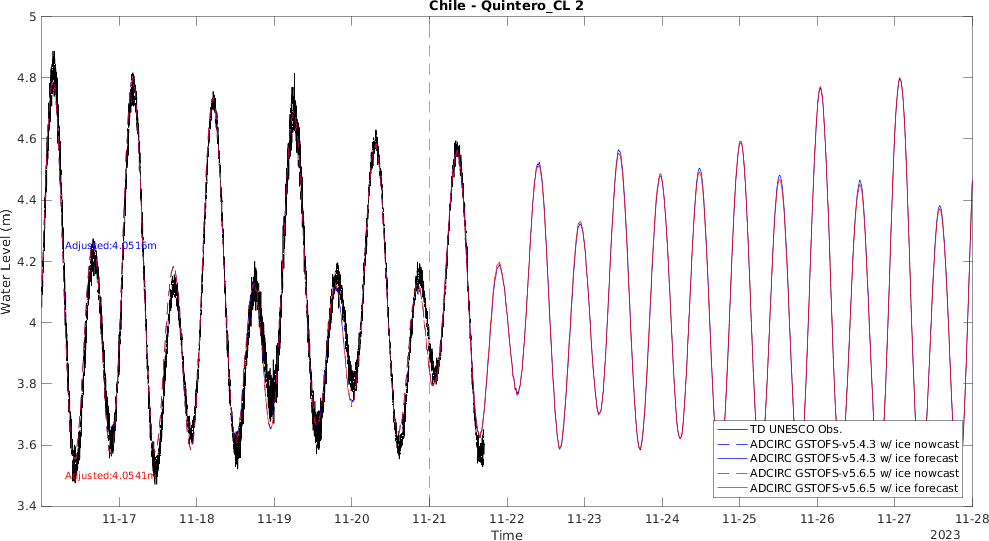 Chile - Quintero_CL 2
5
4.8
4.6
4.4
4.2
4
3.8
3.6
3.4
Water Level (m)
Adjusted:4.0516m
Adjusted:4.0541m
TD UNESCO Obs.
ADCIRC GSTOFS-v5.4.3 w/ ice nowcast
ADCIRC GSTOFS-v5.4.3 w/ ice forecast
ADCIRC GSTOFS-v5.6.5 w/ ice nowcast
ADCIRC GSTOFS-v5.6.5 w/ ice forecast
11-17 11-18 11-19 11-20 11-21 11-22 11-23 11-24 11-25 11-26 11-27 11-28
Time
2023